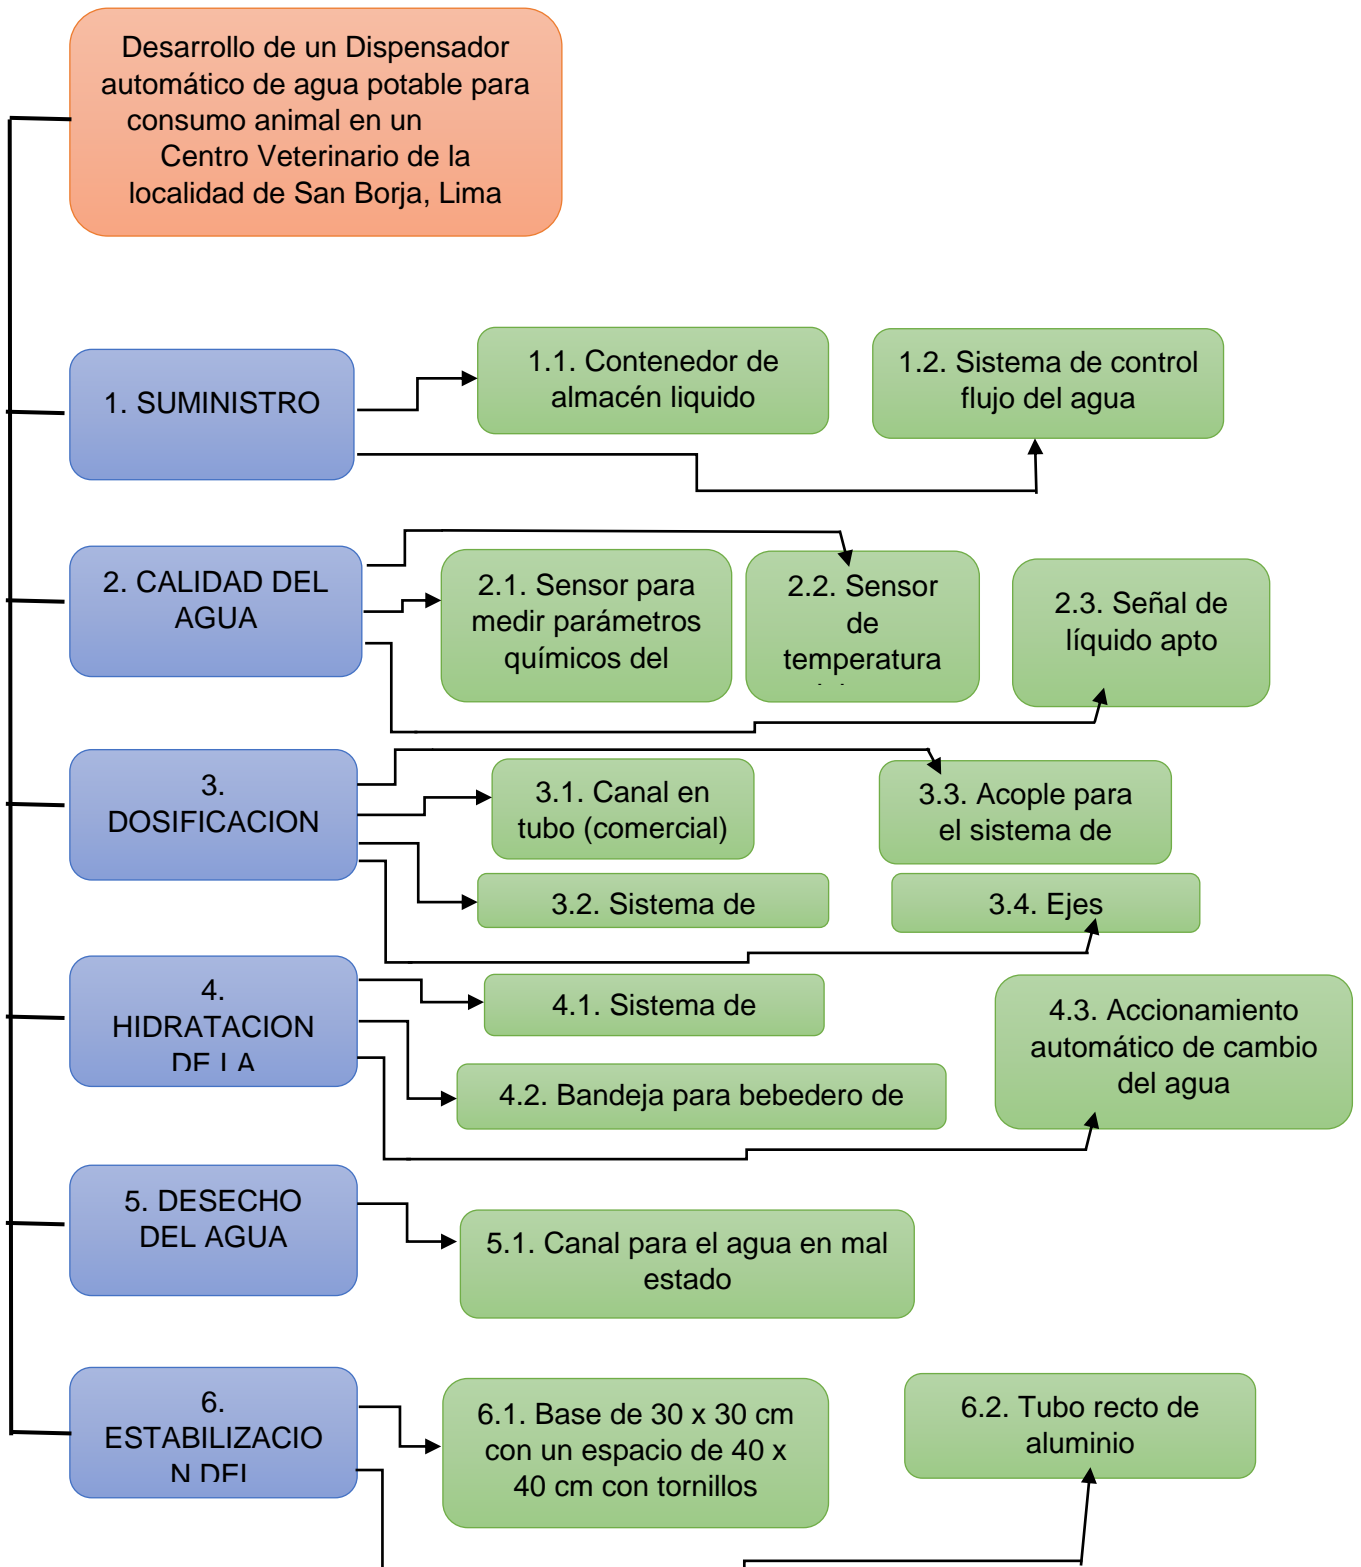 Desarrollo de un Dispensador
automático de agua potable para
consumo animal en un
Centro Veterinario de la
localidad de San Borja, Lima
1. SUMINISTRO
1.1. Contenedor de
almacén liquido
1.2. Sistema de control
flujo del agua
2. CALIDAD DEL
AGUA
2.1. Sensor para
medir parámetros
químicos del
2.2. Sensor
de
temperatura
2.3. Señal de
líquido apto
3.
DOSIFICACION
3.1. Canal en
tubo (comercial)
3.3. Acople para
el sistema de
3.2. Sistema de
3.4. Ejes
4.
HIDRATACION
DE LA
4.1. Sistema de
4.2. Bandeja para bebedero de
4.3. Accionamiento
automático de cambio
del agua
5. DESECHO
DEL AGUA
5.1. Canal para el agua en mal
estado
6.
ESTABILIZACIO
N DEL
6.1. Base de 30 x 30 cm
con un espacio de 40 x
40 cm con tornillos
6.2. Tubo recto de
aluminio